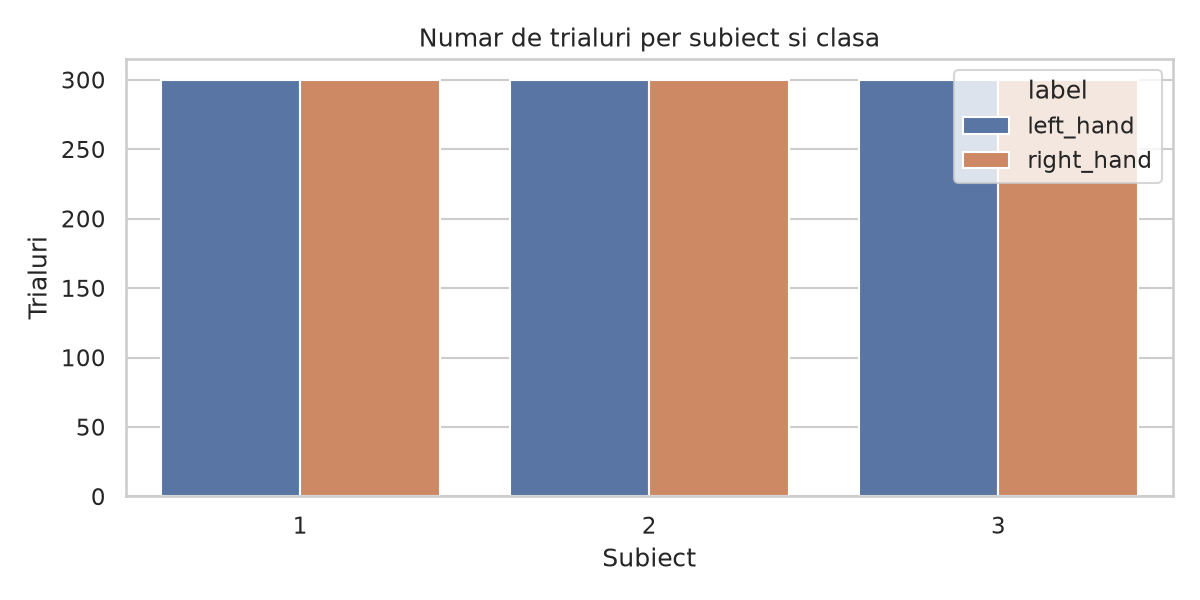 Numar de trialuri per subiect si clasa
300
250
200
150
100
50
0
Trialuri
label
left_hand
right_hand
1
2
3
Subiect